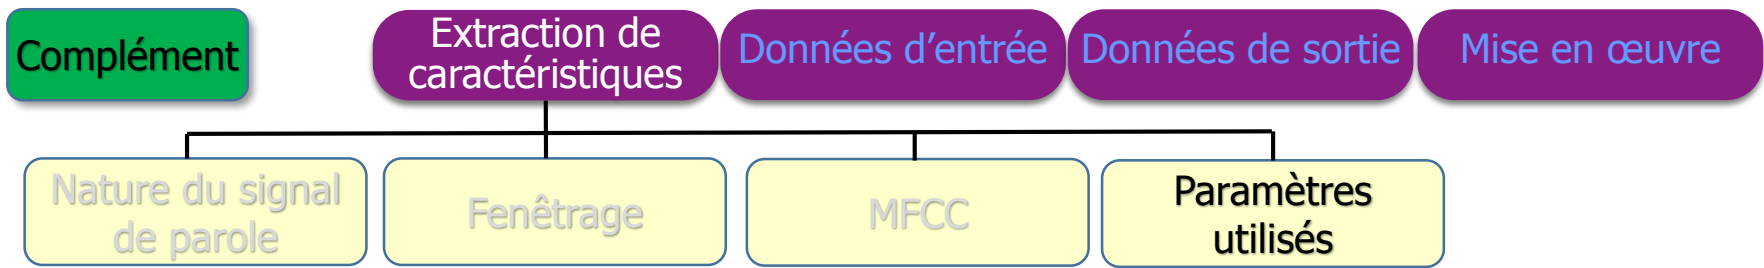 Complément
Extraction de
caractéristiques
Données d’entrée
Données de sortie
Mise en œuvre
Nature du signal
de parole
Fenêtrage
MFCC
Paramètres
utilisés